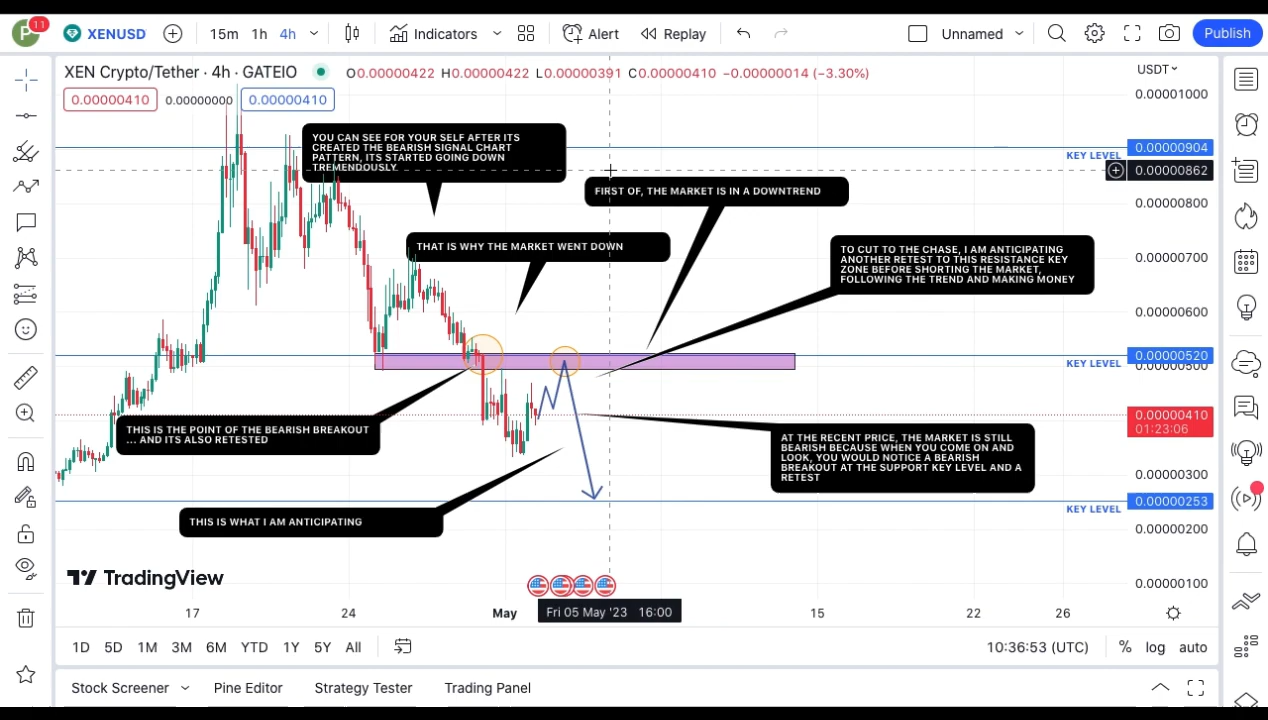 P
11
XENUSD
15m 1h 4h
Indicators
Alert
Replay
Unnamed
Publish
XEN Crypto/Tether · 4h · GATEIO
O0.00000422 H0.00000422 L0.00000391 C0.00000410 −0.00000014 (−3.30%)
USDT
0.00000410 0.00000000 0.00000410
0.00001000
YOU CAN SEE FOR YOUR SELF AFTER ITS
CREATED THE BEARISH SIGNAL CHART
PATTERN, ITS STARTED GOING DOWN
TREMENDOUSLY
0.00000904
KEY LEVEL
0.00000862
FIRST OF, THE MARKET IS IN A DOWNTREND
0.00000800
THAT IS WHY THE MARKET WENT DOWN
TO CUT TO THE CHASE, I AM ANTICIPATING
ANOTHER RETEST TO THIS RESISTANCE KEY
ZONE BEFORE SHORTING THE MARKET,
FOLLOWING THE TREND AND MAKING MONEY
0.00000700
0.00000600
0.00000520
KEY LEVEL
0.00000500
0.00000410
01:23:06
THIS IS THE POINT OF THE BEARISH BREAKOUT
... AND ITS ALSO RETESTED
AT THE RECENT PRICE, THE MARKET IS STILL
BEARISH BECAUSE WHEN YOU COME ON AND
LOOK, YOU WOULD NOTICE A BEARISH
BREAKOUT AT THE SUPPORT KEY LEVEL AND A
RETEST
0.00000300
0.00000253
KEY LEVEL
THIS IS WHAT I AM ANTICIPATING
0.00000200
TradingView
0.00000100
17 24 May Fri 05 May '23 16:00 15 22 26
1D 5D 1M 3M 6M YTD 1Y 5Y All
10:36:53 (UTC) % log auto
Stock Screener Pine Editor Strategy Tester Trading Panel